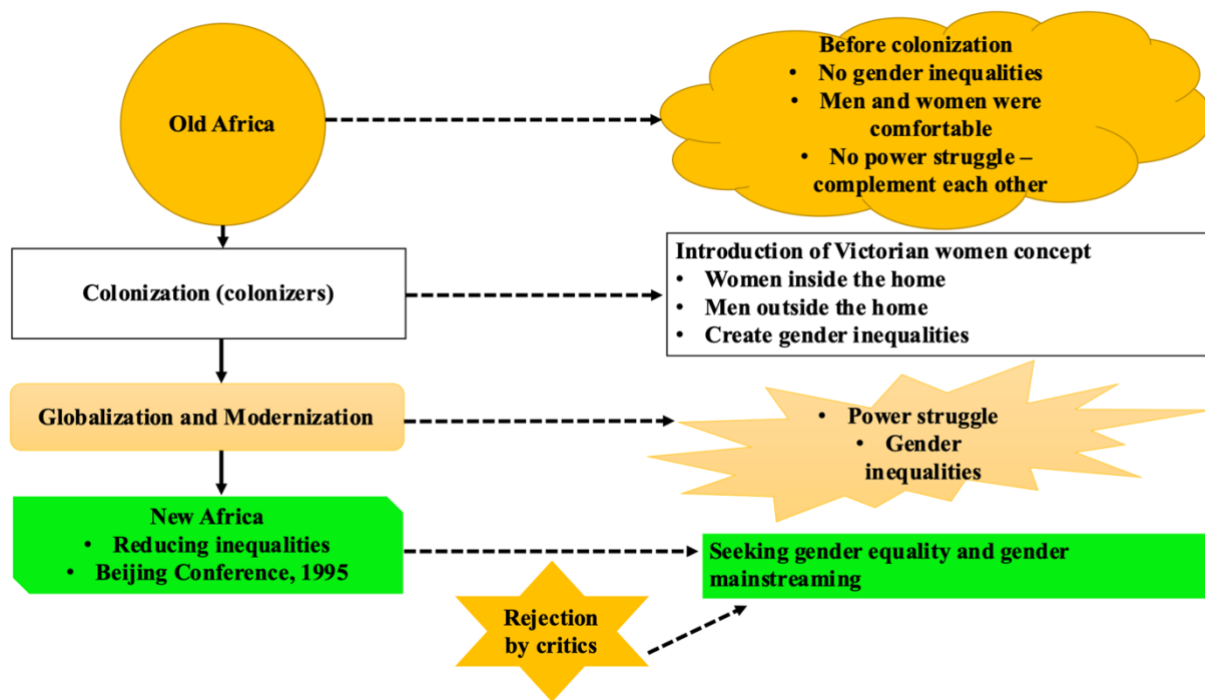 Old Africa
Before colonization
• No gender inequalities
• Men and women were
comfortable
• No power struggle –
complement each other
Colonization (colonizers)
Introduction of Victorian women concept
• Women inside the home
• Men outside the home
• Create gender inequalities
Globalization and Modernization
• Power struggle
• Gender
inequalities
New Africa
• Reducing inequalities
• Beijing Conference, 1995
Seeking gender equality and gender
mainstreaming
Rejection
by critics